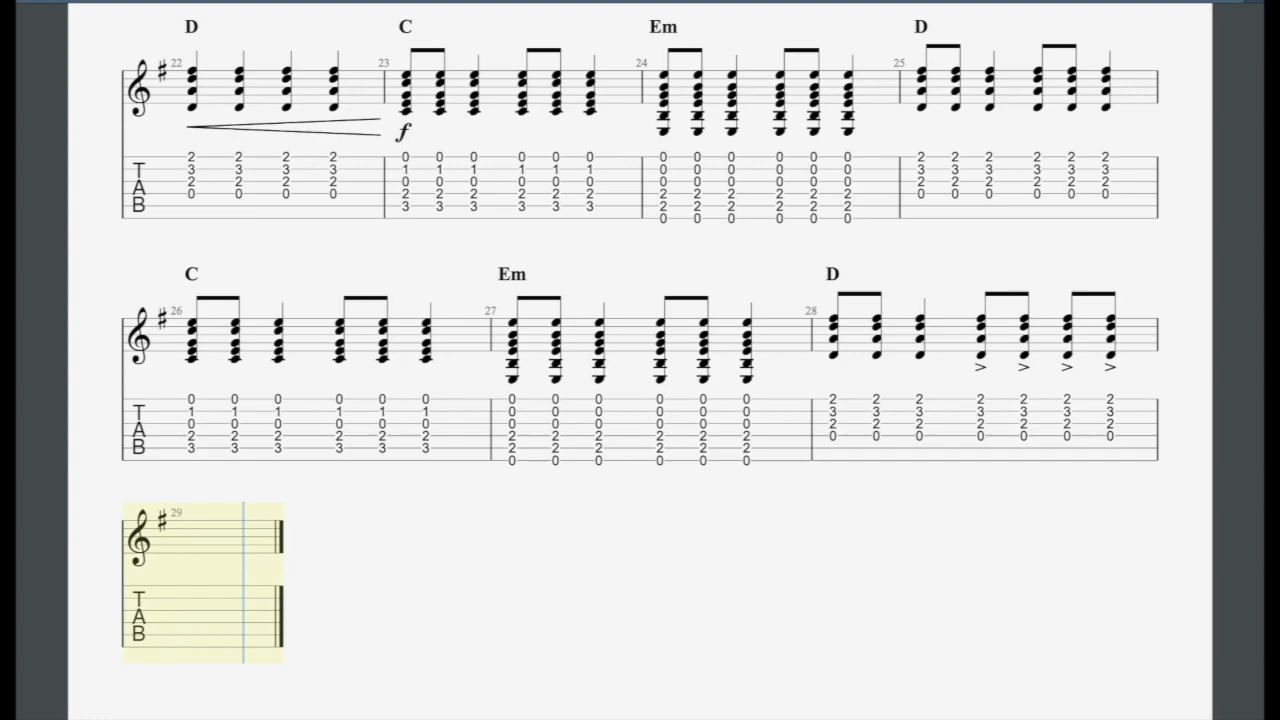 D C Em D
22 23 24 25
f
2 2 2 2 0 0 0 0 0 0 0 0 0 0 0 0 2 2 2 2 2 2
T 3 3 3 3 1 1 1 1 1 1 0 0 0 0 0 0 3 3 3 3 3 3
2 2 2 2 0 0 0 0 0 0 0 0 0 0 0 0 2 2 2 2 2 2
A 0 0 0 0 2 2 2 2 2 2 2 2 2 2 2 2 0 0 0 0 0 0
B 3 3 3 3 3 3 2 2 2 2 2 2
0 0 0 0 0 0
C Em D
26 27 28
> > > >
0 0 0 0 0 0 0 0 0 0 0 0 2 2 2 2 2 2 2
T 1 1 1 1 1 1 0 0 0 0 0 0 3 3 3 3 3 3 3
0 0 0 0 0 0 0 0 0 0 0 0 2 2 2 2 2 2 2
A 2 2 2 2 2 2 2 2 2 2 2 2 0 0 0 0 0 0 0
B 3 3 3 3 3 3 2 2 2 2 2 2
0 0 0 0 0 0
29
T
A
B